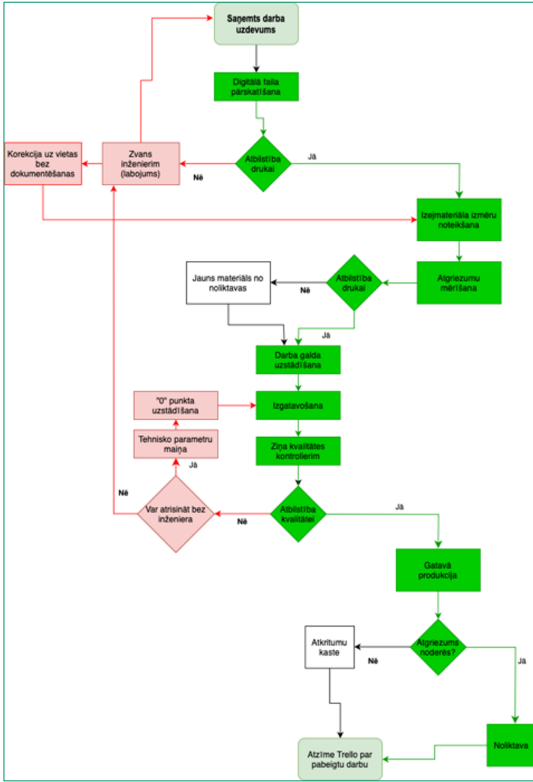 Saņemts darba
uzdevums
Digitālā faila
pārskatīšana
Korekcija uz vietas
bez
dokumentēšanas
Zvans
inženierim
(labojums)
Nē
Atbilstība
drukai
Jā
Izejmateriāla izmēru
noteikšana
Jauns materiāls no
noliktavas
Nē
Atbilstība
drukai
Atgriezumu
mērīšana
Jā
Darba galda
uzstādīšana
"0" punkta
uzstādīšana
Izgatavošana
Tehnisko parametru
maiņa
Ziņa kvalitātes
kontrolierim
Jā
Nē
Var atrisināt bez
inženiera
Nē
Atbilstība
kvalitātei
Jā
Gatavā
produkcija
Atkritumu
kaste
Nē
Atgriezums
noderēs?
Jā
Atzīme Trello par
pabeigtu darbu
Noliktava